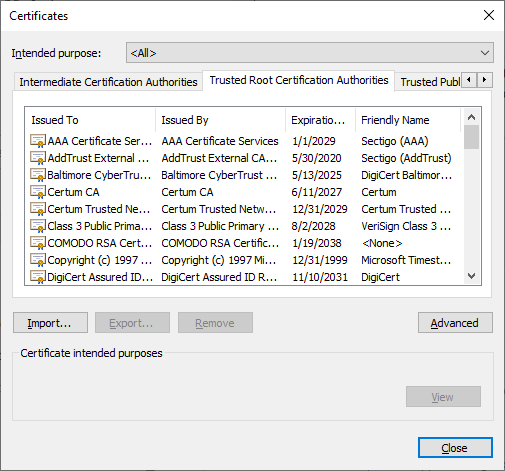 Certificates
Intended purpose: <All>
Intermediate Certification Authorities Trusted Root Certification Authorities Trusted Publ
Issued To Issued By Expiratio... Friendly Name
AAA Certificate Ser... AAA Certificate Services 1/1/2029 Sectigo (AAA)
AddTrust External ... AddTrust External CA... 5/30/2020 Sectigo (AddTrust)
Baltimore CyberTru... Baltimore CyberTrust ... 5/13/2025 DigiCert Baltimor...
Certum CA Certum CA 6/11/2027 Certum
Certum Trusted Ne... Certum Trusted Netw... 12/31/2029 Certum Trusted ...
Class 3 Public Prima... Class 3 Public Primary ... 8/2/2028 VeriSign Class 3 ...
COMODO RSA Cert... COMODO RSA Certific... 1/19/2038 <None>
Copyright (c) 1997 ... Copyright (c) 1997 Mi... 12/31/1999 Microsoft Timest...
DigiCert Assured ID... DigiCert Assured ID R... 11/10/2031 DigiCert
Import... Export... Remove Advanced
Certificate intended purposes
View
Close